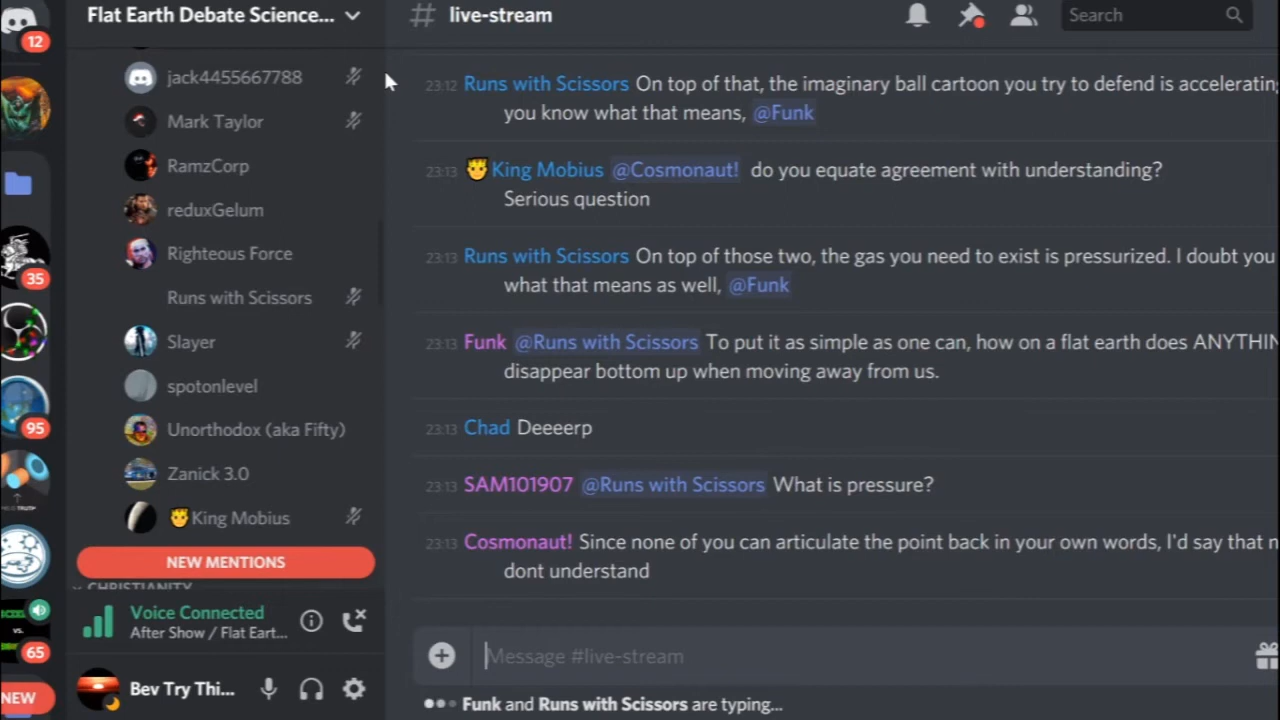 Flat Earth Debate Science...
live-stream
Search
12
jack4455667788
Mark Taylor
RamzCorp
reduxGelum
Righteous Force
Runs with Scissors
Slayer
spotonlevel
Unorthodox (aka Fifty)
Zanick 3.0
King Mobius
NEW MENTIONS
CHRISTIANITY
Voice Connected
After Show / Flat Eart...
Bev Try Thi...
35
95
VS.
65
NEW
23:12 Runs with Scissors On top of that, the imaginary ball cartoon you try to defend is accelerating
you know what that means, @Funk
23:13 King Mobius @Cosmonaut! do you equate agreement with understanding?
Serious question
23:13 Runs with Scissors On top of those two, the gas you need to exist is pressurized. I doubt you
what that means as well, @Funk
23:13 Funk @Runs with Scissors To put it as simple as one can, how on a flat earth does ANYTHIN
disappear bottom up when moving away from us.
23:13 Chad Deeeerp
23:13 SAM101907 @Runs with Scissors What is pressure?
23:13 Cosmonaut! Since none of you can articulate the point back in your own words, I'd say that n
dont understand
Message #live-stream
Funk and Runs with Scissors are typing...